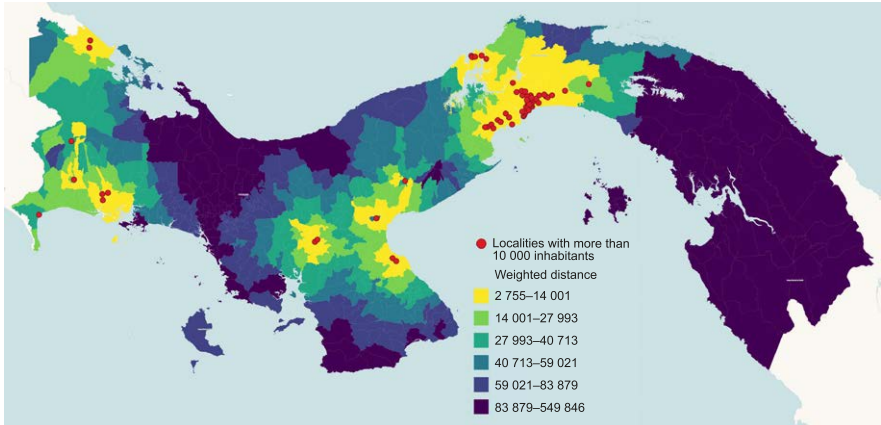 Localities with more than
10 000 inhabitants
Weighted distance
2 755–14 001
14 001–27 993
27 993–40 713
40 713–59 021
59 021–83 879
83 879–549 846